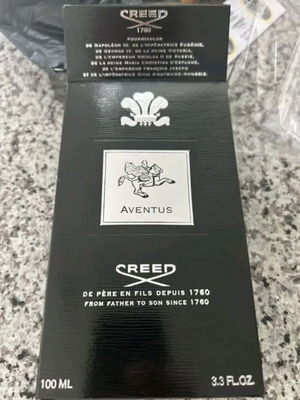 CREED
1760
FOURNISSEUR
DE NAPOLÉON III, DE L'IMPÉRATRICE EUGÉNIE,
DE GEORGE IV, DE LA REINE VICTORIA,
DE L'EMPEREUR NICOLAS II DE RUSSIE,
DE LA REINE MARIA CHRISTINA D'ESPAGNE,
DE L'EMPEREUR FRANÇOIS JOSEPH
ET DE L'IMPÉRATRICE SISSI D'AUTRICHE-HONGRIE.
AVENTUS
CREED
DE PÈRE EN FILS DEPUIS 1760
FROM FATHER TO SON SINCE 1760
100 ML 3.3 FL.OZ.